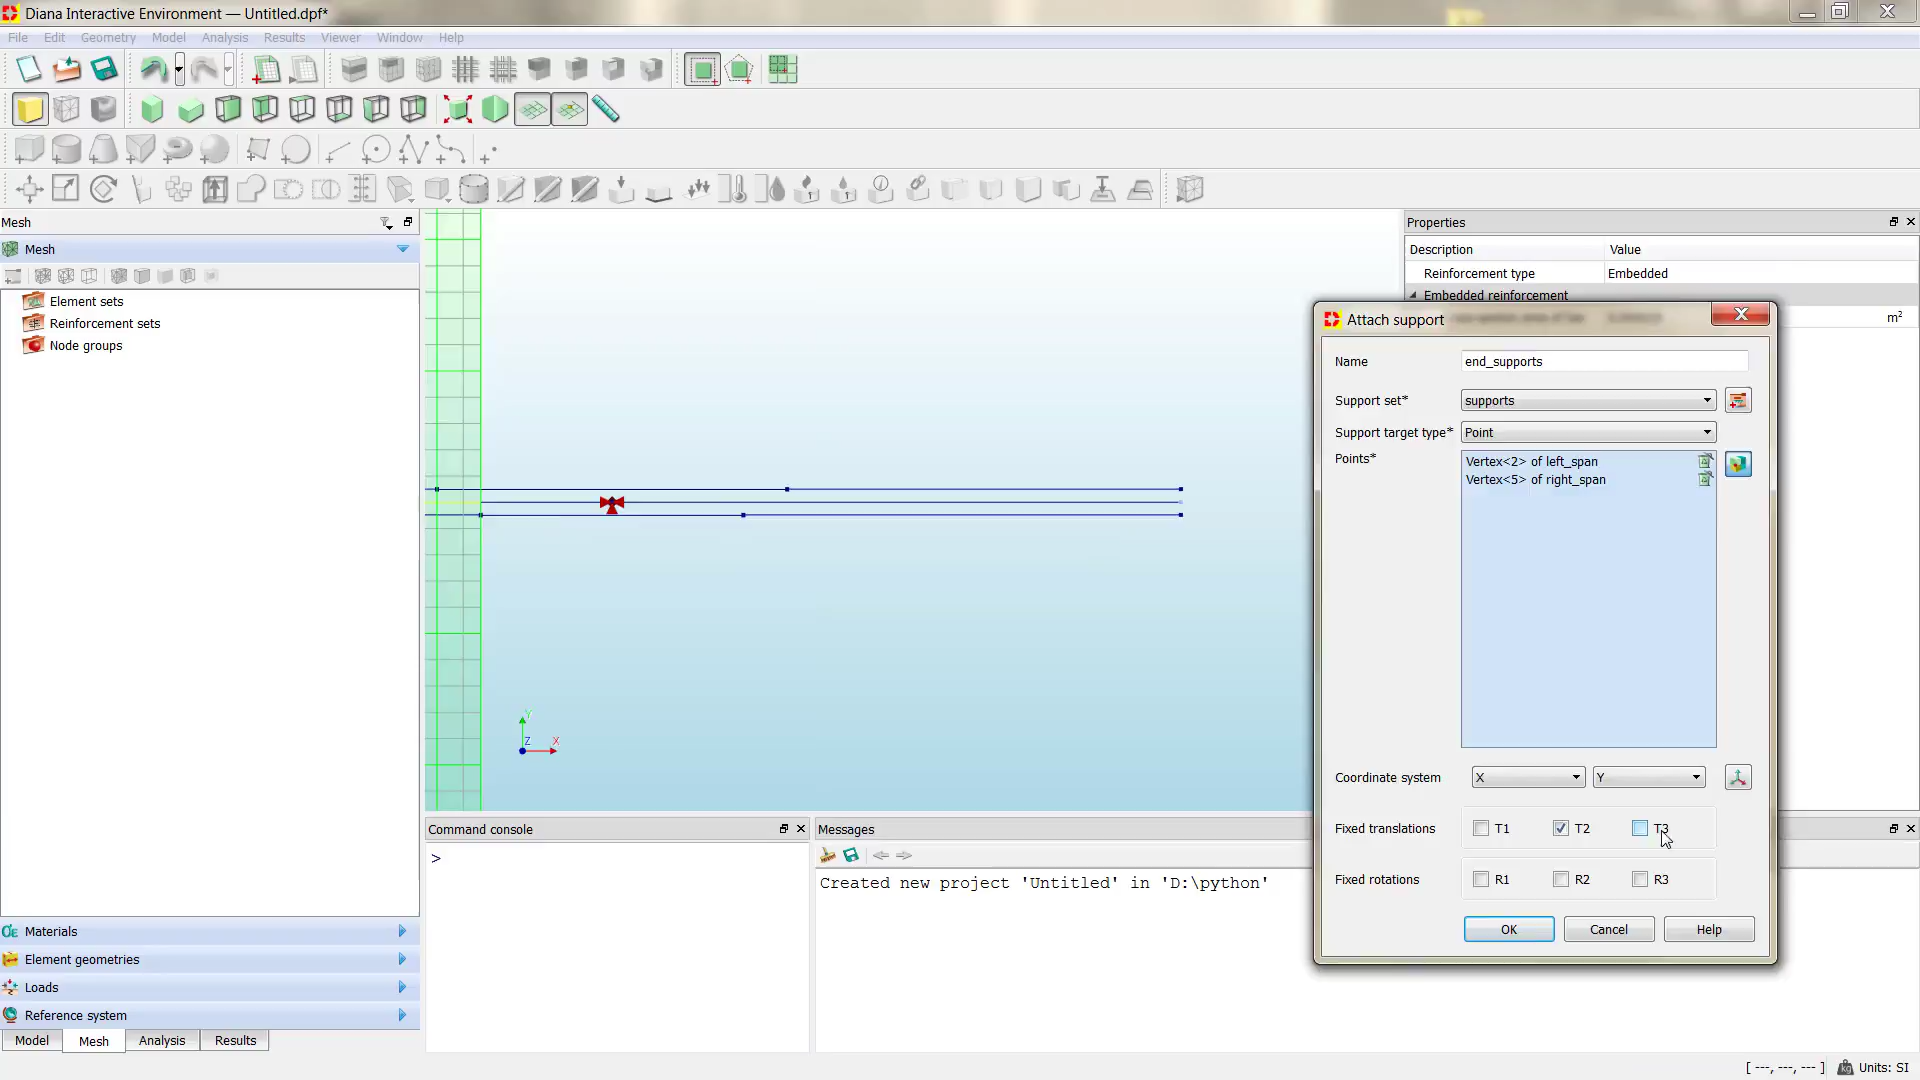 Diana Interactive Environment — Untitled.dpf*
File Edit Geometry Model Analysis Results Viewer Window Help
Mesh
Mesh
Element sets
Reinforcement sets
Node groups
Materials
Element geometries
Loads
Reference system
Model Mesh Analysis Results
Y
Z X
Command console
>
Messages
Created new project 'Untitled' in 'D:\python'
Properties
Description Value
Reinforcement type Embedded
Embedded reinforcement
m²
Attach support
Name end_supports
Support set* supports
Support target type* Point
Points* Vertex<2> of left_span
Vertex<5> of right_span
Coordinate system X Y
Fixed translations T1 T2 T3
Fixed rotations R1 R2 R3
OK Cancel Help
[ ---, ---, --- ] kg Units: SI